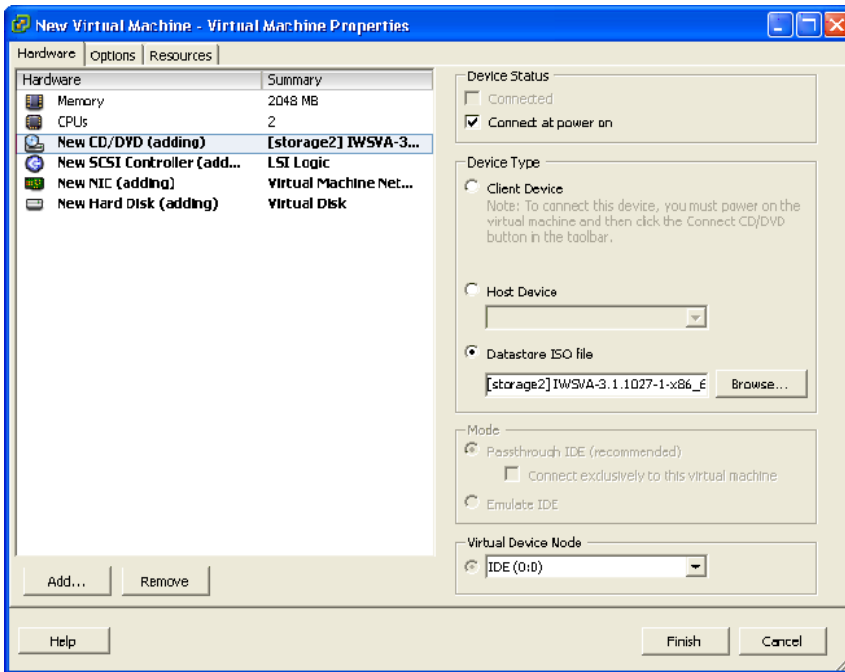 New Virtual Machine - Virtual Machine Properties
Hardware Options Resources
Hardware Summary
Memory 2048 MB
CPUs 2
New CD/DVD (adding) [storage2] IWSVA-3...
New SCSI Controller (add... LSI Logic
New NIC (adding) Virtual Machine Net...
New Hard Disk (adding) Virtual Disk
Add... Remove
Device Status
Connected
Connect at power on
Device Type
Client Device
Note: To connect this device, you must power on the
virtual machine and then click the Connect CD/DVD
button in the toolbar.
Host Device
Datastore ISO file
[storage2] IWSVA-3.1.1027-1-x86_6 Browse...
Mode
Passthrough IDE (recommended)
Connect exclusively to this virtual machine
Emulate IDE
Virtual Device Node
IDE (0:0)
Help Finish Cancel